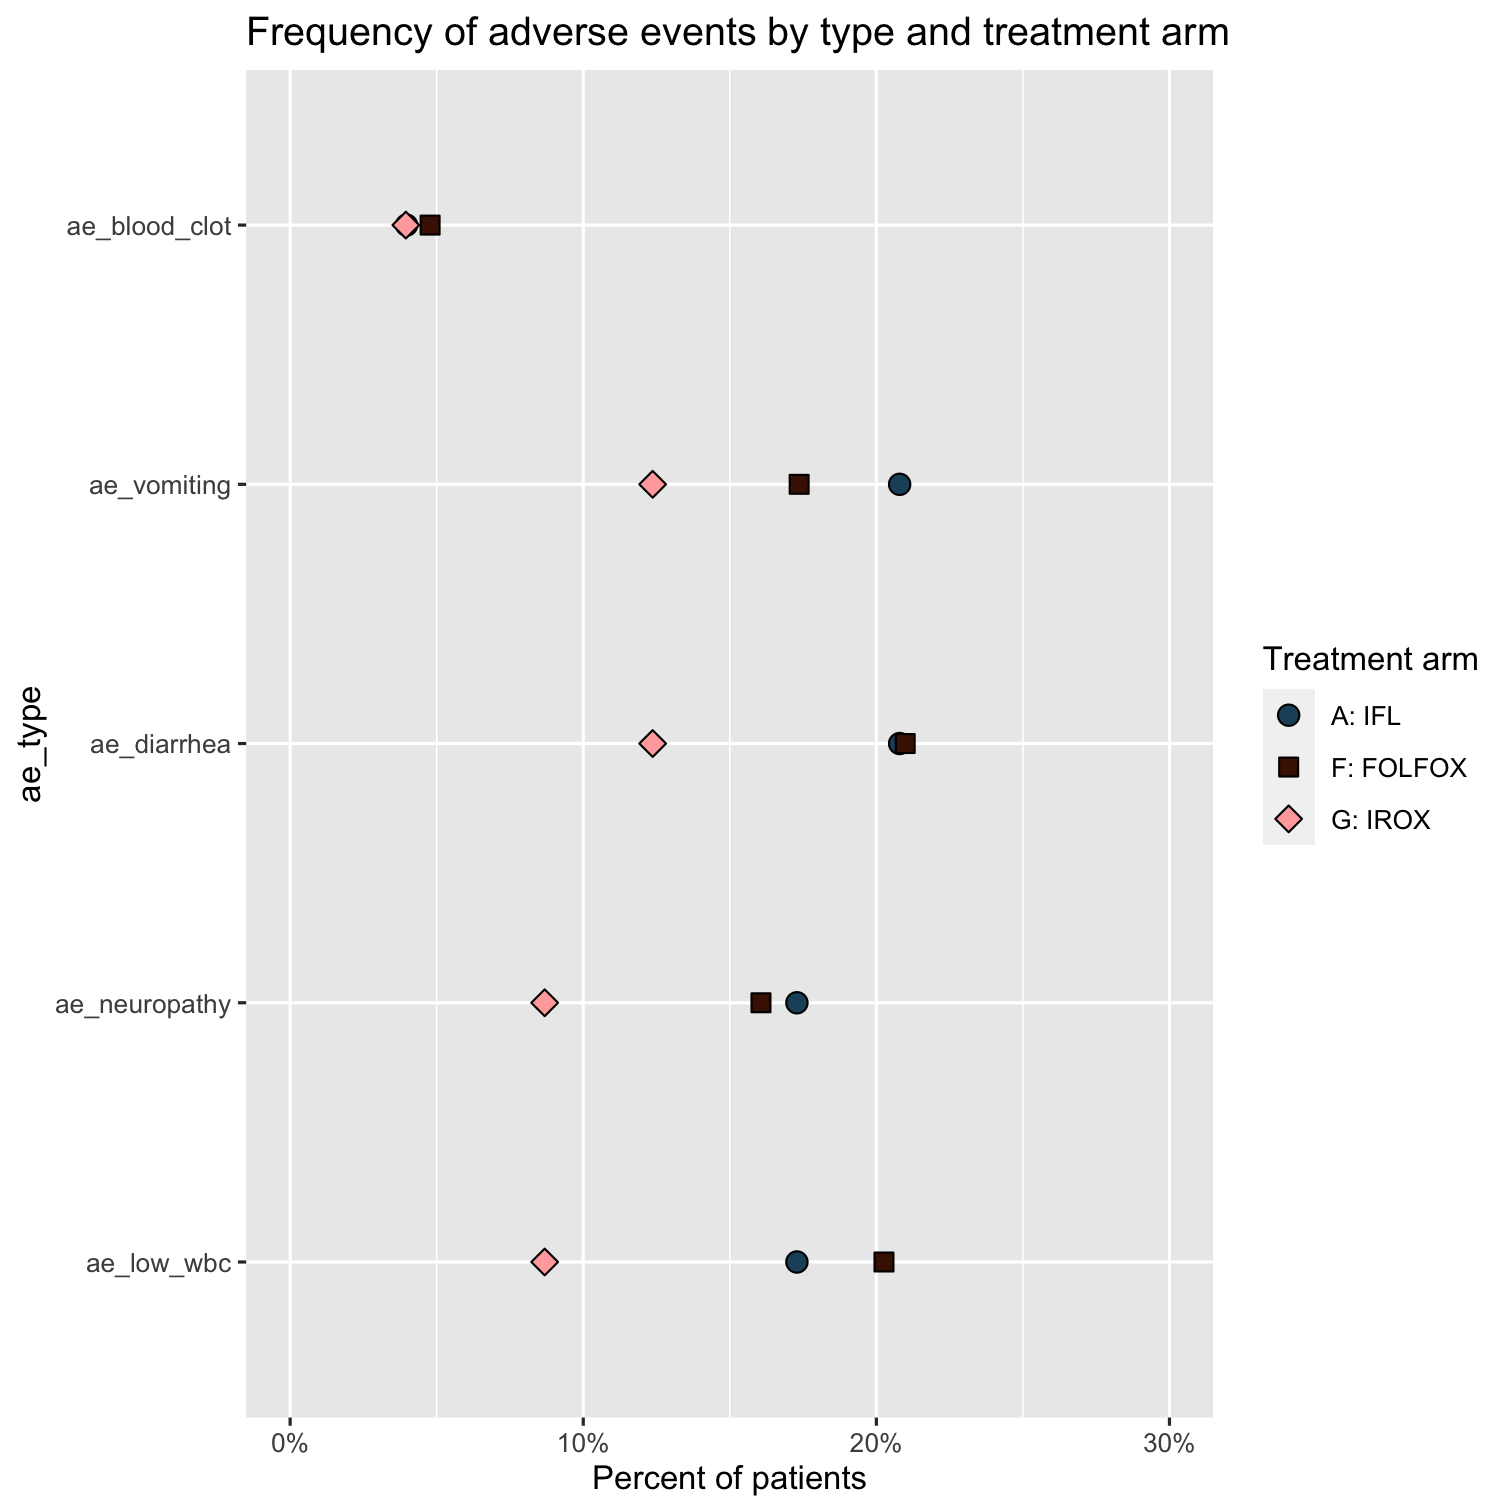 Frequency of adverse events by type and treatment arm
ae_type
ae_blood_clot
ae_vomiting
ae_diarrhea
ae_neuropathy
ae_low_wbc
0% 10% 20% 30%
Percent of patients
Treatment arm
A: IFL
F: FOLFOX
G: IROX